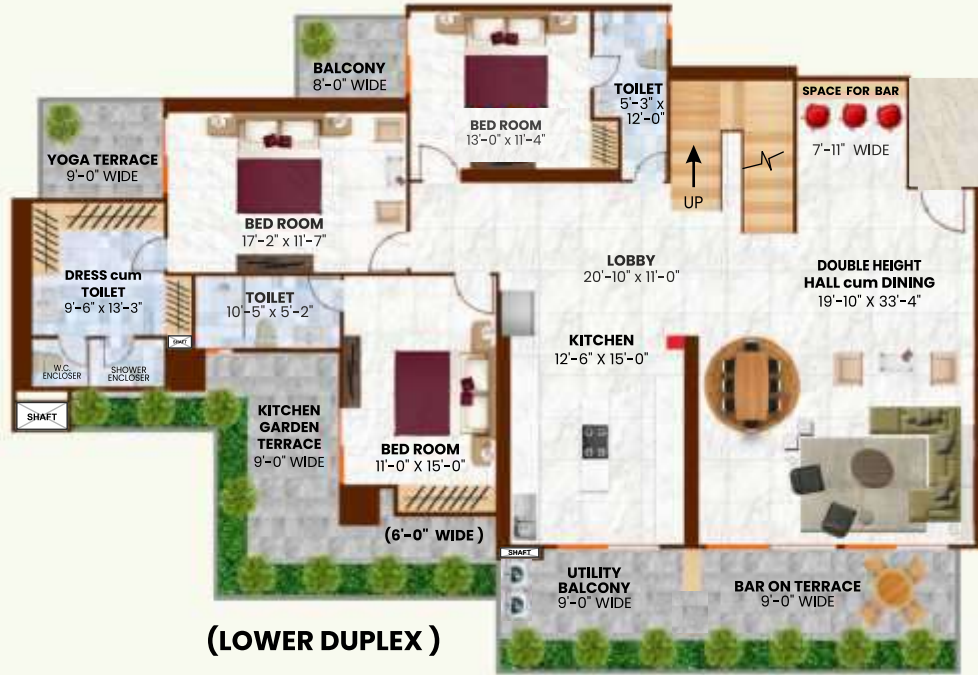 BALCONY
8'-0" WIDE
BED ROOM
13'-0" x 11'-4"
TOILET
5'-3" x
12'-0"
SPACE FOR BAR
7'-11" WIDE
YOGA TERRACE
9'-0" WIDE
BED ROOM
17'-2" x 11'-7"
UP
LOBBY
20'-10" x 11'-0"
DOUBLE HEIGHT
HALL cum DINING
19'-10" X 33'-4"
DRESS cum
TOILET
9'-6" x 13'-3"
TOILET
10'-5" x 5'-2"
SHAFT
KITCHEN
12'-6" X 15'-0"
W.C.
ENCLOSER
SHOWER
ENCLOSER
SHAFT
KITCHEN
GARDEN
TERRACE
9'-0" WIDE
BED ROOM
11'-0" X 15'-0"
(6'-0" WIDE )
SHAFT
UTILITY
BALCONY
9'-0" WIDE
BAR ON TERRACE
9'-0" WIDE
(LOWER DUPLEX )